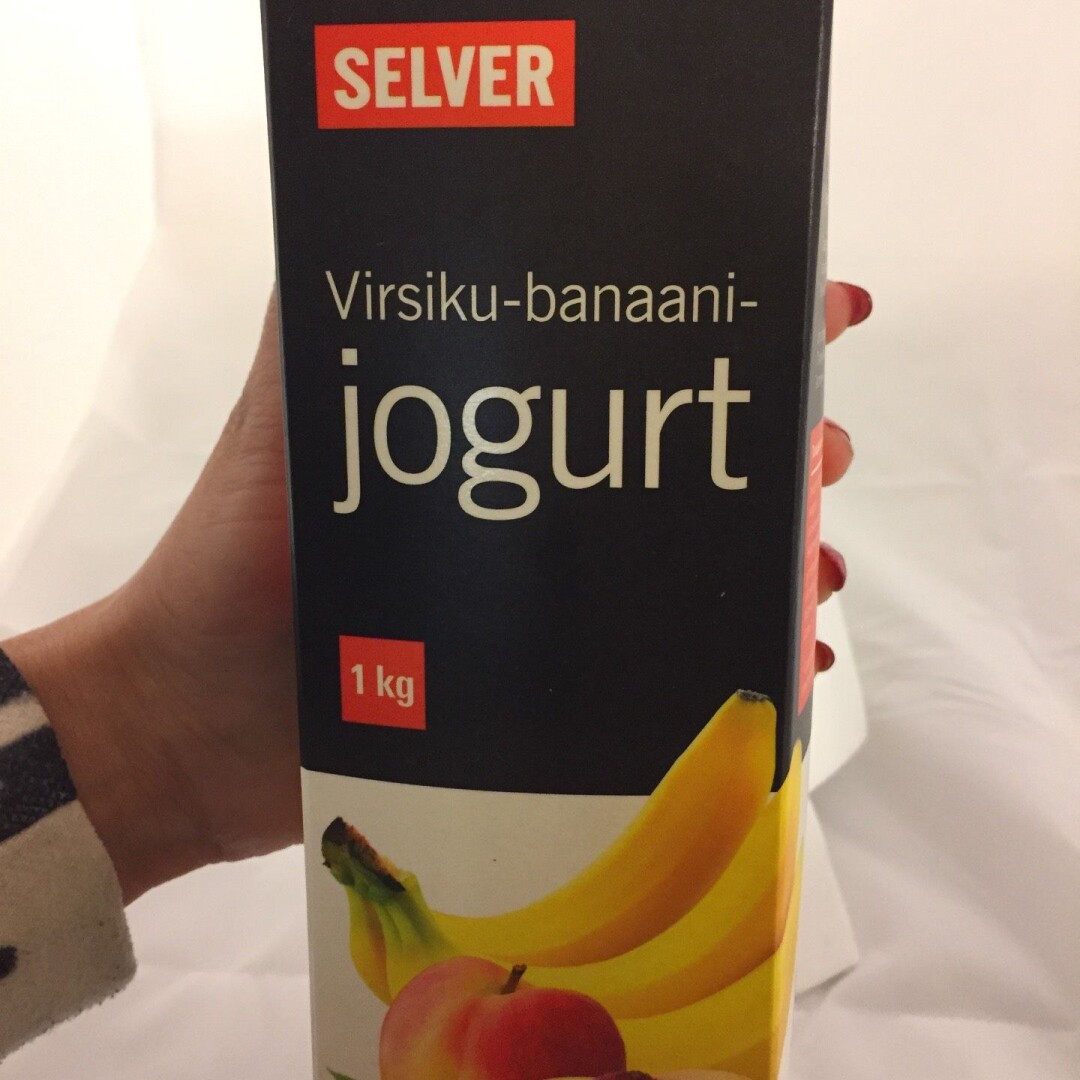 SELVER
Virsiku-banaani-
jogurt
1 kg